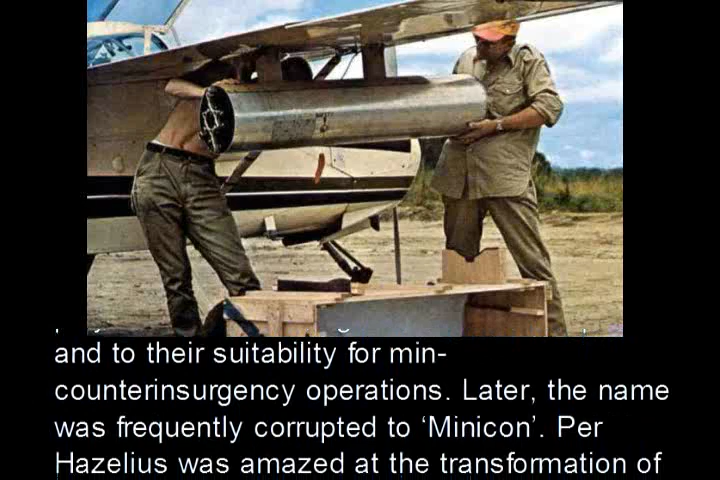 and to their suitability for min-
counterinsurgency operations. Later, the name
was frequently corrupted to ‘Minicon’. Per
Hazelius was amazed at the transformation of